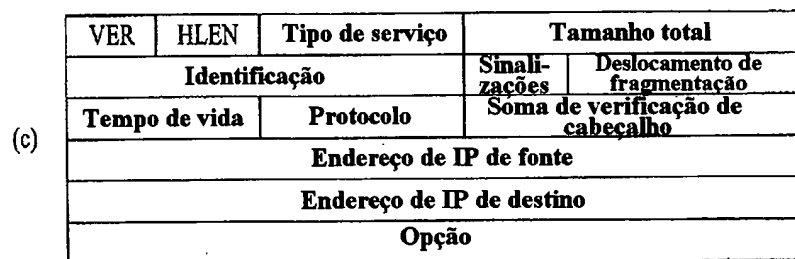 VER HLEN Tipo de serviço Tamanho total
Identificação Sinali-
zações Deslocamento de
fragmentação
Tempo de vida Protocolo Soma de verificação de
cabeçalho
(c)
Endereço de IP de fonte
Endereço de IP de destino
Opção